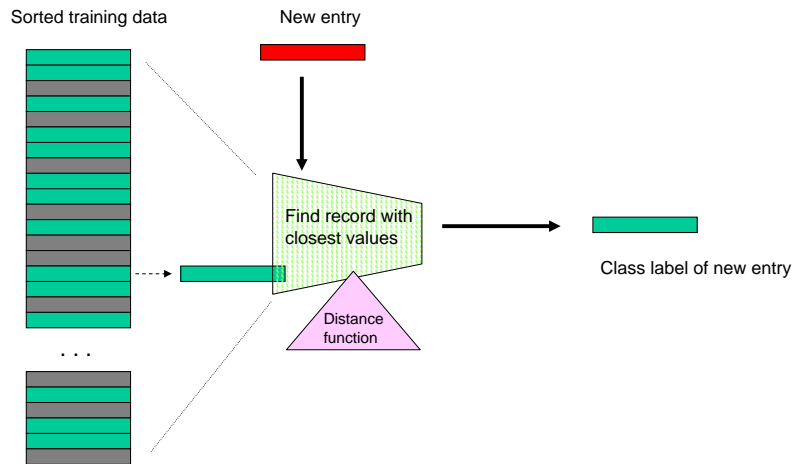 Sorted training data
New entry
Find record with
closest values
Class label of new entry
Distance
function
. . .